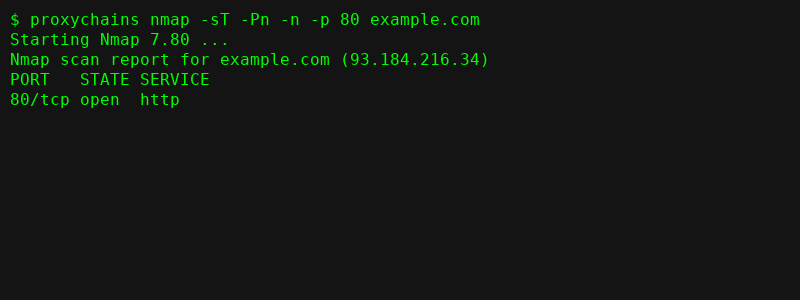 $ proxychains nmap -sT -Pn -n -p 80 example.com
Starting Nmap 7.80 ...
Nmap scan report for example.com (93.184.216.34)
PORT   STATE SERVICE
80/tcp open  http